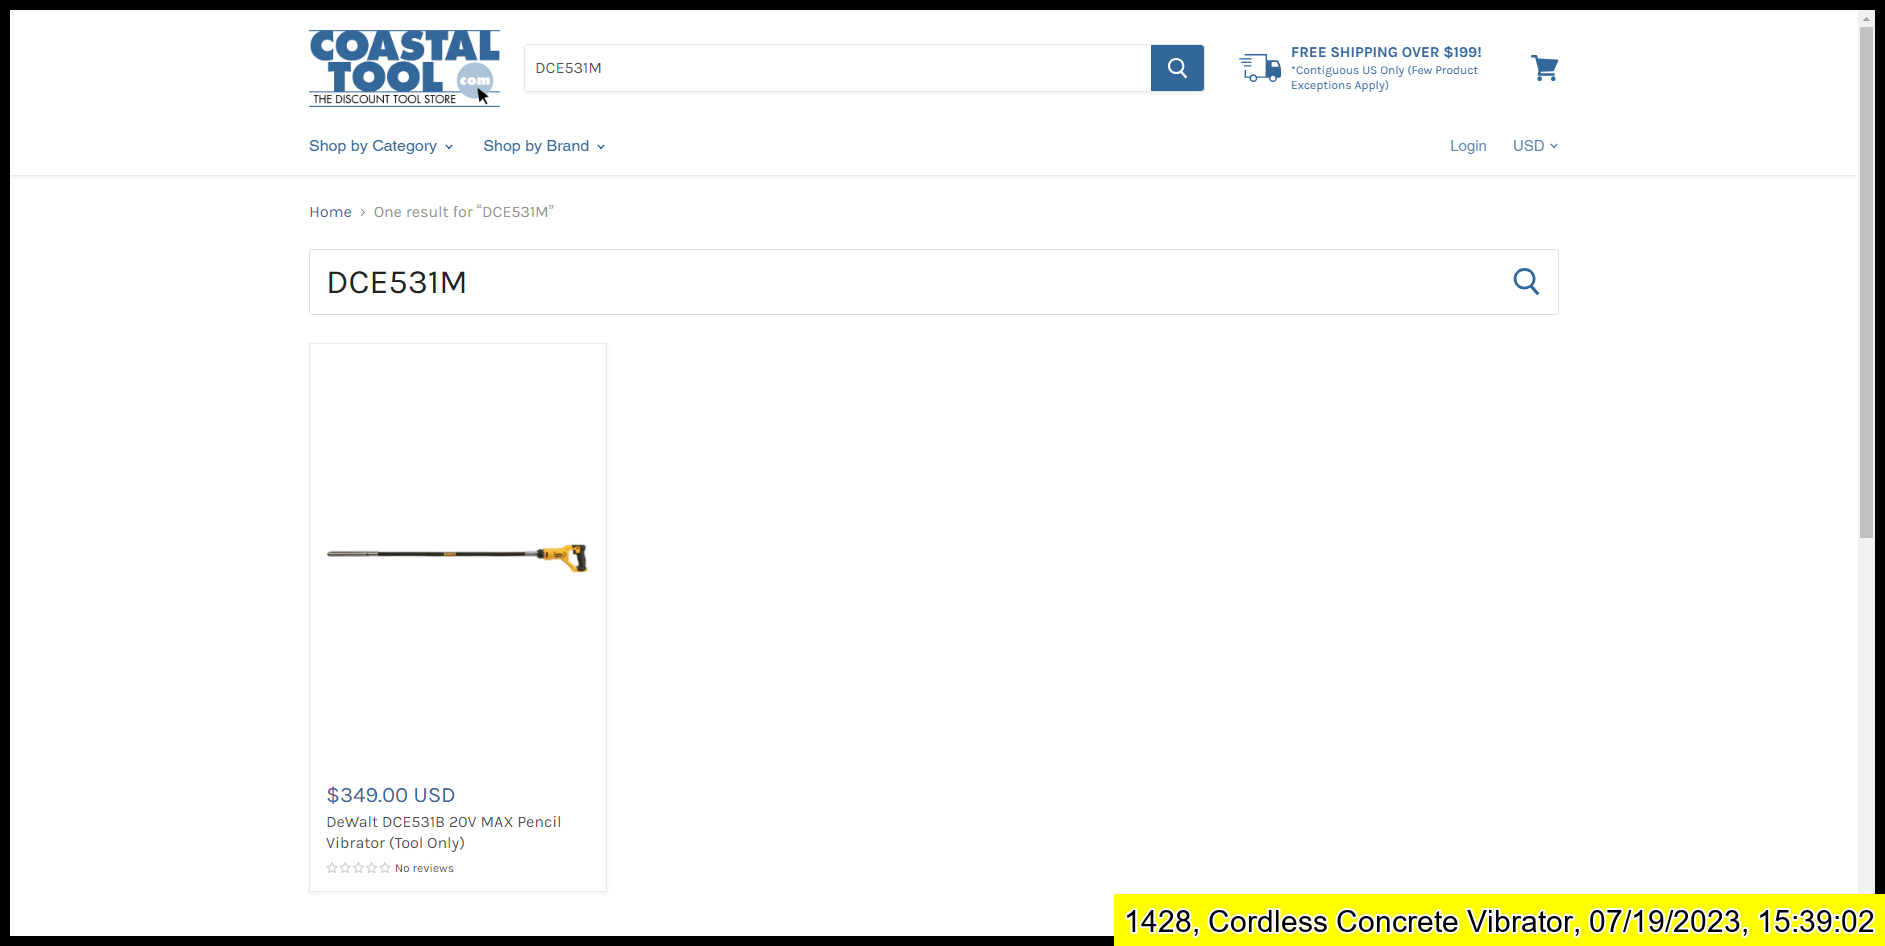 COASTAL
TOOL com
THE DISCOUNT TOOL STORE
DCE531M
FREE SHIPPING OVER $199!
*Contiguous US Only (Few Product
Exceptions Apply)
Shop by Category
Shop by Brand
Login
USD
Home › One result for “DCE531M”
DCE531M
$349.00 USD
DeWalt DCE531B 20V MAX Pencil
Vibrator (Tool Only)
No reviews
1428, Cordless Concrete Vibrator, 07/19/2023, 15:39:02